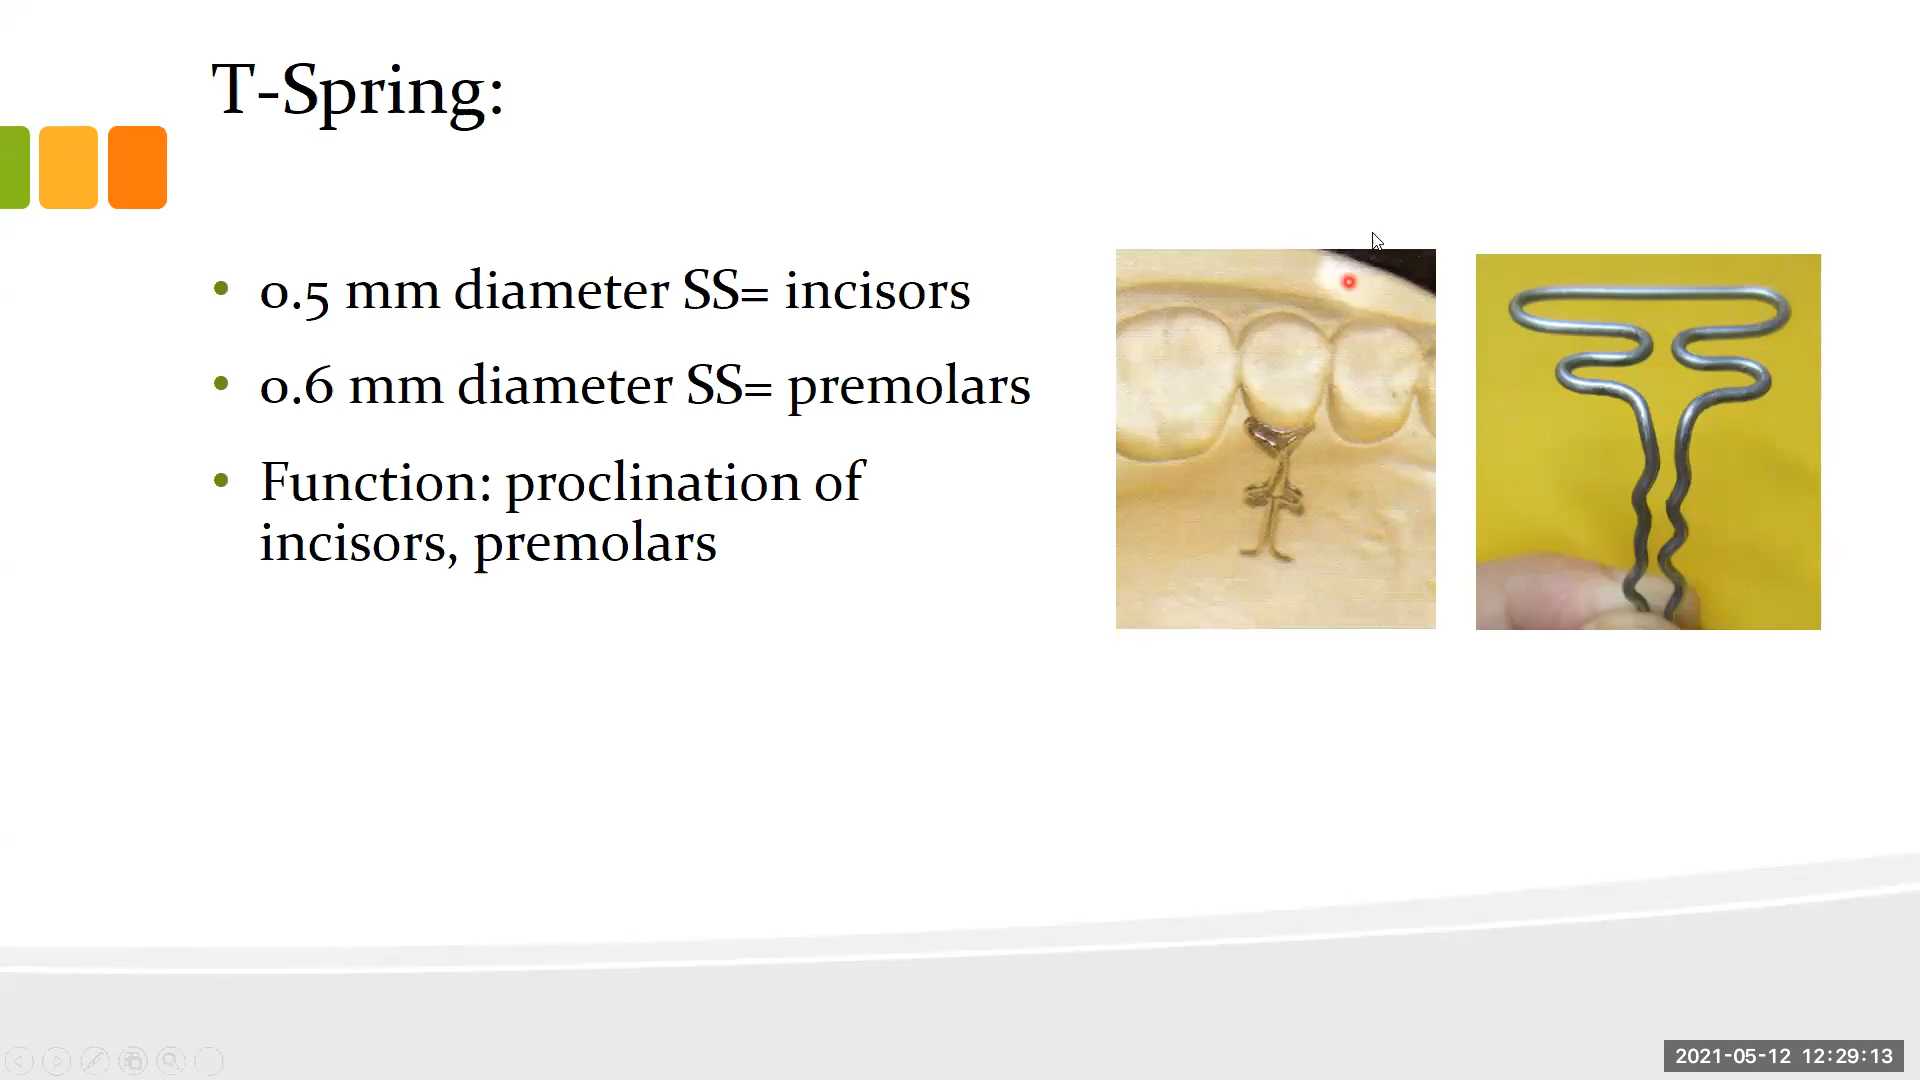 T-Spring:
• 0.5 mm diameter SS= incisors
• 0.6 mm diameter SS= premolars
• Function: proclination of
incisors, premolars
2021-05-12 12:29:13